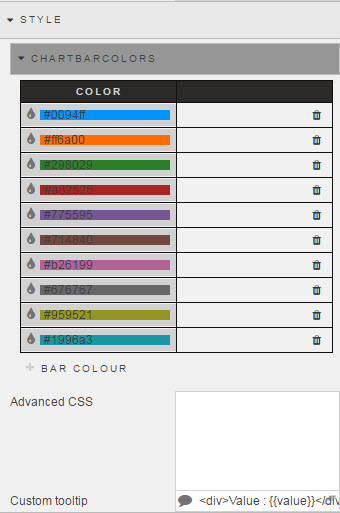 STYLE
CHARTBARCOLORS
COLOR
#0094ff
#ff6a00
#298029
#a82526
#775595
#714840
#b26199
#676767
#959521
#1996a3
+ BAR COLOUR
Advanced CSS
Custom tooltip
<div>Value : {{value}}</div